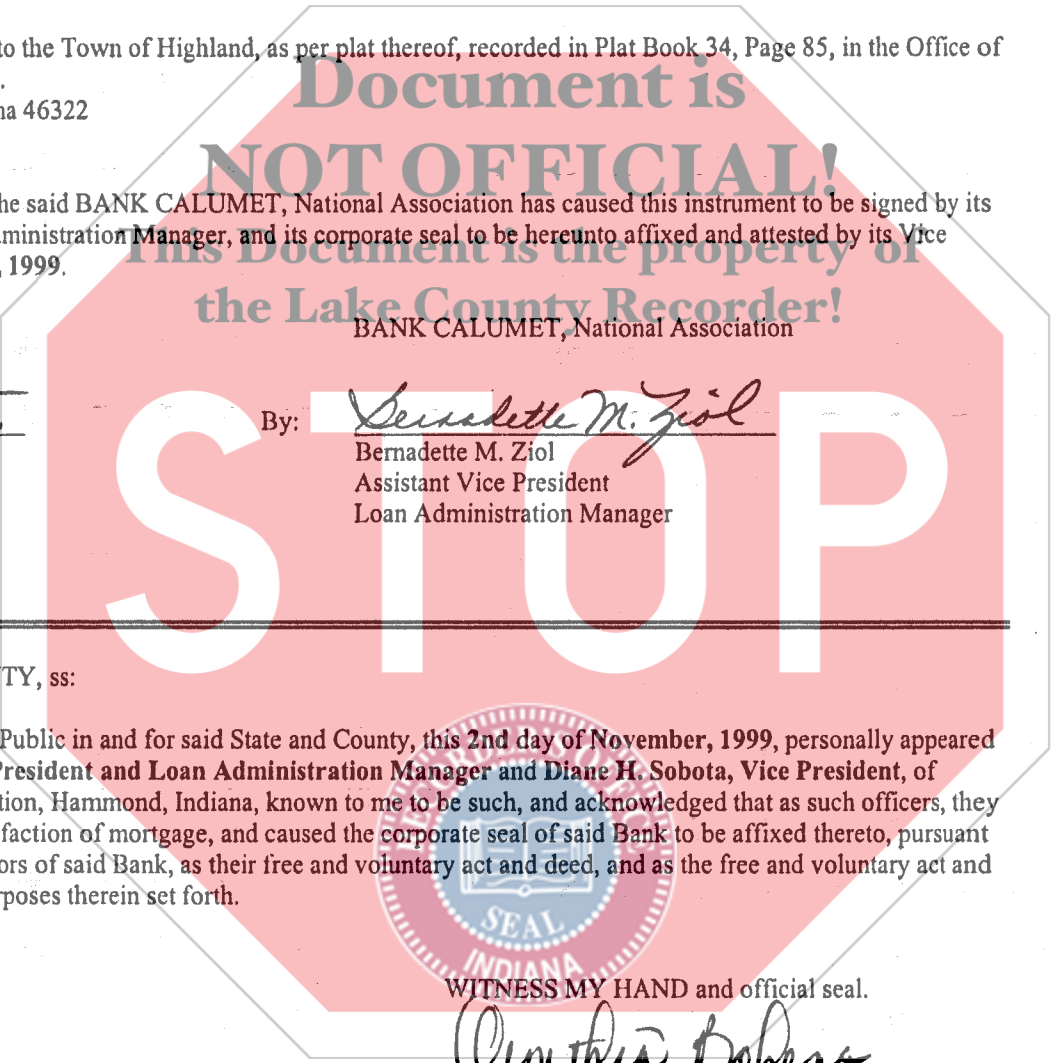 to the Town of Highland, as per plat thereof, recorded in Plat Book 34, Page 85, in the Office of
.
na 46322
Document is
NOT OFFICIAL!
he said BANK CALUMET, National Association has caused this instrument to be signed by its
ministration Manager, and its corporate seal to be hereunto affixed and attested by its Vice
, 1999.
This Document is the property of
the Lake County Recorder!
BANK CALUMET, National Association
By: Bernadette M. Ziol
Bernadette M. Ziol
Assistant Vice President
Loan Administration Manager
STOP
TY, ss:
Public in and for said State and County, this 2nd day of November, 1999, personally appeared
President and Loan Administration Manager and Diane H. Sobota, Vice President, of
tion, Hammond, Indiana, known to me to be such, and acknowledged that as such officers, they
faction of mortgage, and caused the corporate seal of said Bank to be affixed thereto, pursuant
ors of said Bank, as their free and voluntary act and deed, and as the free and voluntary act and
rposes therein set forth.
RECORDER'S OFFICE
SEAL
INDIANA
WITNESS MY HAND and official seal.
Cynthia